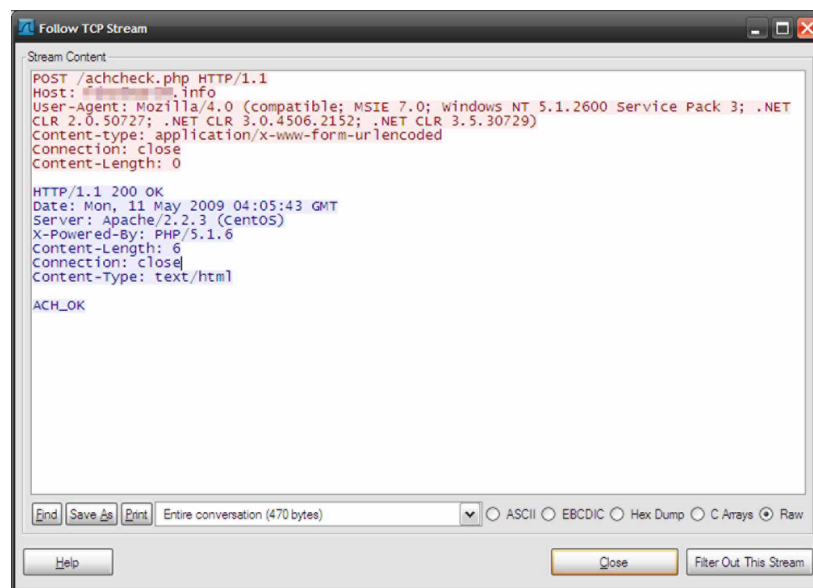 Follow TCP Stream
Stream Content
POST /achcheck.php HTTP/1.1
Host: .info
User-Agent: Mozilla/4.0 (compatible; MSIE 7.0; Windows NT 5.1.2600 Service Pack 3; .NET
CLR 2.0.50727; .NET CLR 3.0.4506.2152; .NET CLR 3.5.30729)
Content-type: application/x-www-form-urlencoded
Connection: close
Content-Length: 0
HTTP/1.1 200 OK
Date: Mon, 11 May 2009 04:05:43 GMT
Server: Apache/2.2.3 (CentOS)
X-Powered-By: PHP/5.1.6
Content-Length: 6
Connection: close
Content-Type: text/html
ACH_OK
Find Save As Print Entire conversation (470 bytes) ASCII EBCDIC Hex Dump C Arrays Raw
Help Close Filter Out This Stream